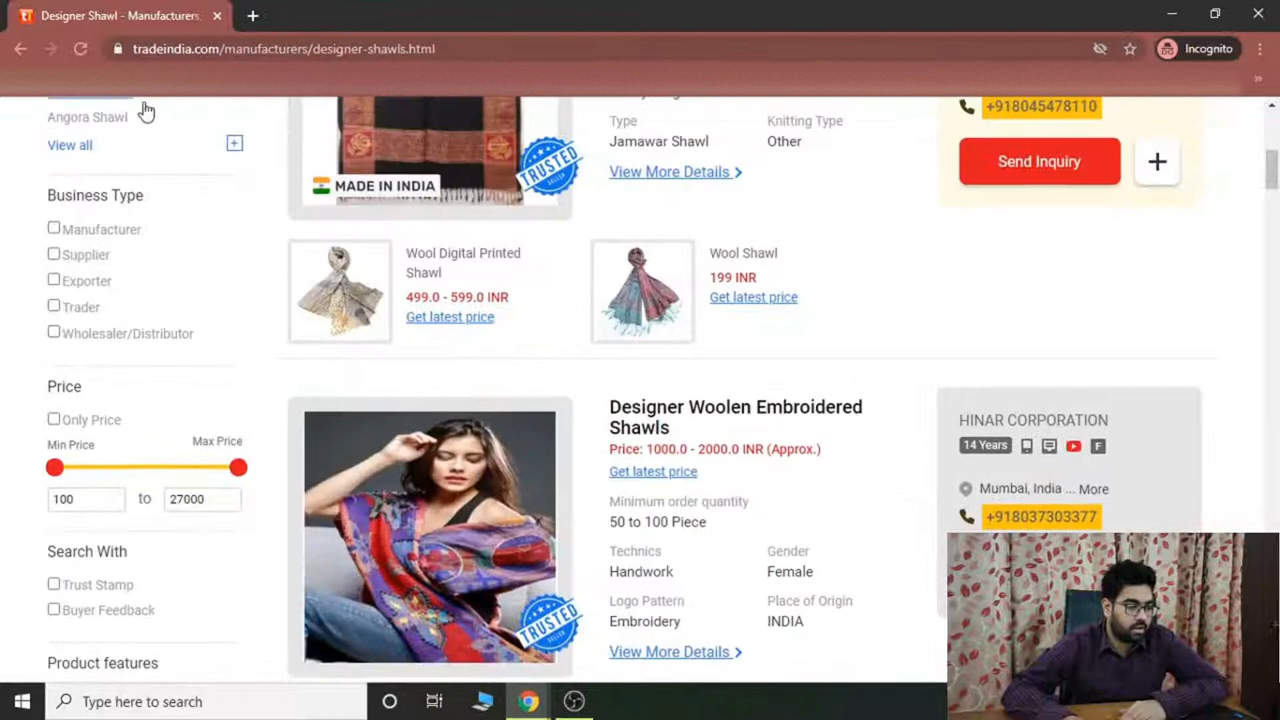 Designer Shawl - Manufacturers,
tradeindia.com/manufacturers/designer-shawls.html
Incognito
Angora Shawl
View all
Business Type
Manufacturer
Supplier
Exporter
Trader
Wholesaler/Distributor
Price
Only Price
Min Price
Max Price
100
to
27000
Search With
Trust Stamp
Buyer Feedback
Product features
MADE IN INDIA
TRUSTED
SELLER
Type
Knitting Type
Jamawar Shawl
Other
View More Details
+918045478110
Send Inquiry
Wool Digital Printed
Shawl
499.0 - 599.0 INR
Get latest price
Wool Shawl
199 INR
Get latest price
TRUSTED
SELLER
Designer Woolen Embroidered
Shawls
Price: 1000.0 - 2000.0 INR (Approx.)
Get latest price
Minimum order quantity
50 to 100 Piece
Technics
Gender
Handwork
Female
Logo Pattern
Place of Origin
Embroidery
INDIA
View More Details
HINAR CORPORATION
14 Years
F
Mumbai, India ... More
+918037303377
Type here to search